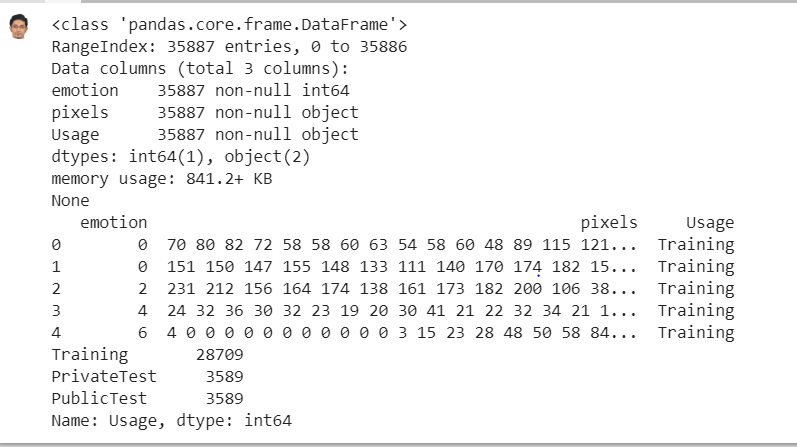 <class 'pandas.core.frame.DataFrame'>
RangeIndex: 35887 entries, 0 to 35886
Data columns (total 3 columns):
emotion    35887 non-null int64
pixels     35887 non-null object
Usage      35887 non-null object
dtypes: int64(1), object(2)
memory usage: 841.2+ KB
None
   emotion                                             pixels     Usage
0        0  70 80 82 72 58 58 60 63 54 58 60 48 89 115 121...  Training
1        0  151 150 147 155 148 133 111 140 170 174 182 15...  Training
2        2  231 212 156 164 174 138 161 173 182 200 106 38...  Training
3        4  24 32 36 30 32 23 19 20 30 41 21 22 32 34 21 1...  Training
4        6  4 0 0 0 0 0 0 0 0 0 0 0 3 15 23 28 48 50 58 84...  Training
Training       28709
PrivateTest     3589
PublicTest      3589
Name: Usage, dtype: int64